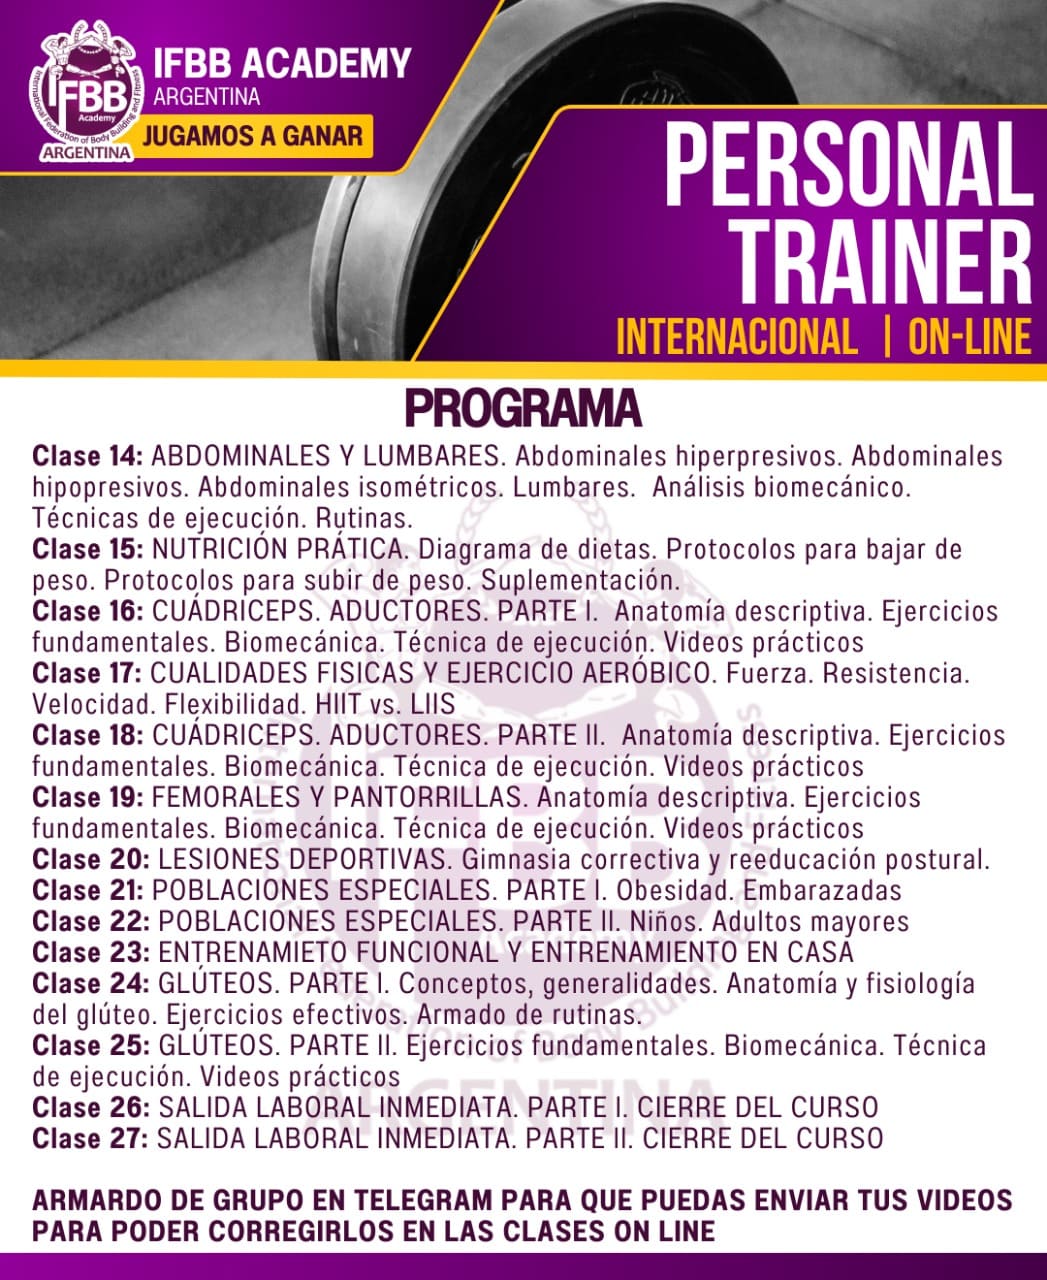 IFBB ACADEMY
ARGENTINA
JUGAMOS A GANAR
International Federation of Body Building and Fitness
IFBB
Academy
ARGENTINA
PERSONAL
TRAINER
INTERNACIONAL | ON-LINE
PROGRAMA
Clase 14: ABDOMINALES Y LUMBARES. Abdominales hiperpresivos. Abdominales
hipopresivos. Abdominales isométricos. Lumbares. Análisis biomecánico.
Técnicas de ejecución. Rutinas.
Clase 15: NUTRICIÓN PRÁTICA. Diagrama de dietas. Protocolos para bajar de
peso. Protocolos para subir de peso. Suplementación.
Clase 16: CUÁDRICEPS. ADUCTORES. PARTE I. Anatomía descriptiva. Ejercicios
fundamentales. Biomecánica. Técnica de ejecución. Videos prácticos
Clase 17: CUALIDADES FISICAS Y EJERCICIO AERÓBICO. Fuerza. Resistencia.
Velocidad. Flexibilidad. HIIT vs. LIIS
Clase 18: CUÁDRICEPS. ADUCTORES. PARTE II. Anatomía descriptiva. Ejercicios
fundamentales. Biomecánica. Técnica de ejecución. Videos prácticos
Clase 19: FEMORALES Y PANTORRILLAS. Anatomía descriptiva. Ejercicios
fundamentales. Biomecánica. Técnica de ejecución. Videos prácticos
Clase 20: LESIONES DEPORTIVAS. Gimnasia correctiva y reeducación postural.
Clase 21: POBLACIONES ESPECIALES. PARTE I. Obesidad. Embarazadas
Clase 22: POBLACIONES ESPECIALES. PARTE II. Niños. Adultos mayores
Clase 23: ENTRENAMIETO FUNCIONAL Y ENTRENAMIENTO EN CASA
Clase 24: GLÚTEOS. PARTE I. Conceptos, generalidades. Anatomía y fisiología
del glúteo. Ejercicios efectivos. Armado de rutinas.
Clase 25: GLÚTEOS. PARTE II. Ejercicios fundamentales. Biomecánica. Técnica
de ejecución. Videos prácticos
Clase 26: SALIDA LABORAL INMEDIATA. PARTE I. CIERRE DEL CURSO
Clase 27: SALIDA LABORAL INMEDIATA. PARTE II. CIERRE DEL CURSO
ARMARDO DE GRUPO EN TELEGRAM PARA QUE PUEDAS ENVIAR TUS VIDEOS
PARA PODER CORREGIRLOS EN LAS CLASES ON LINE